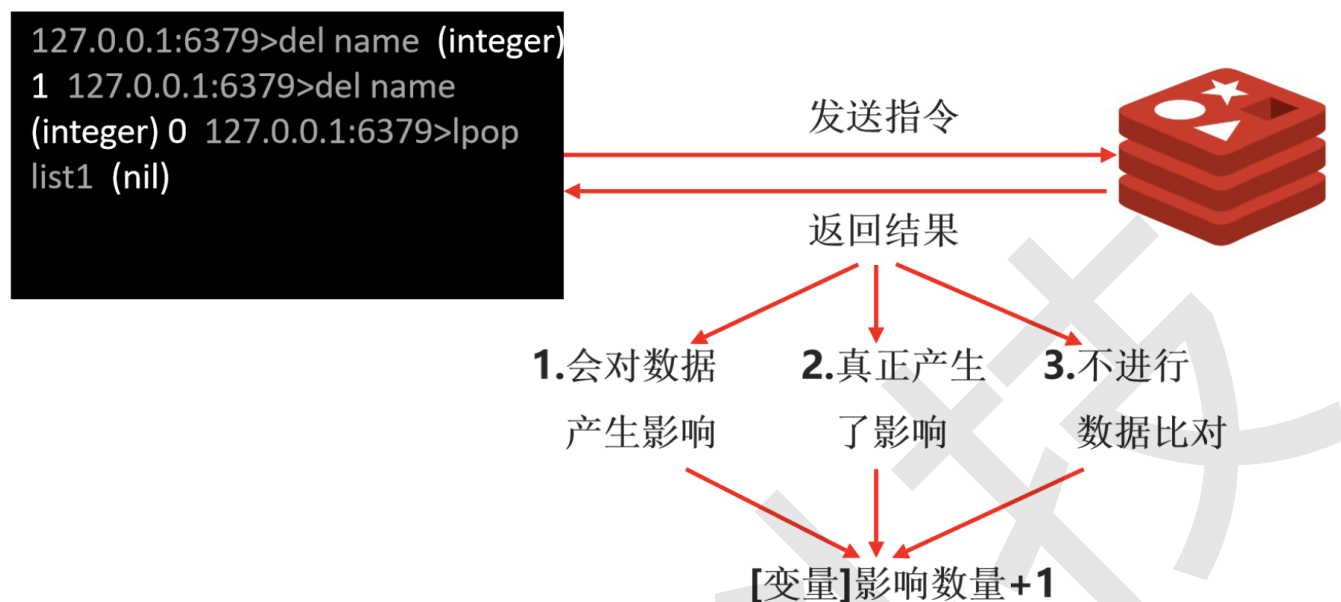 127.0.0.1:6379>del name (integer)
1 127.0.0.1:6379>del name
(integer) 0 127.0.0.1:6379>lpop
list1 (nil)
发送指令
返回结果
1.会对数据
产生影响
2.真正产生
了影响
3.不进行
数据比对
[变量]影响数量+1